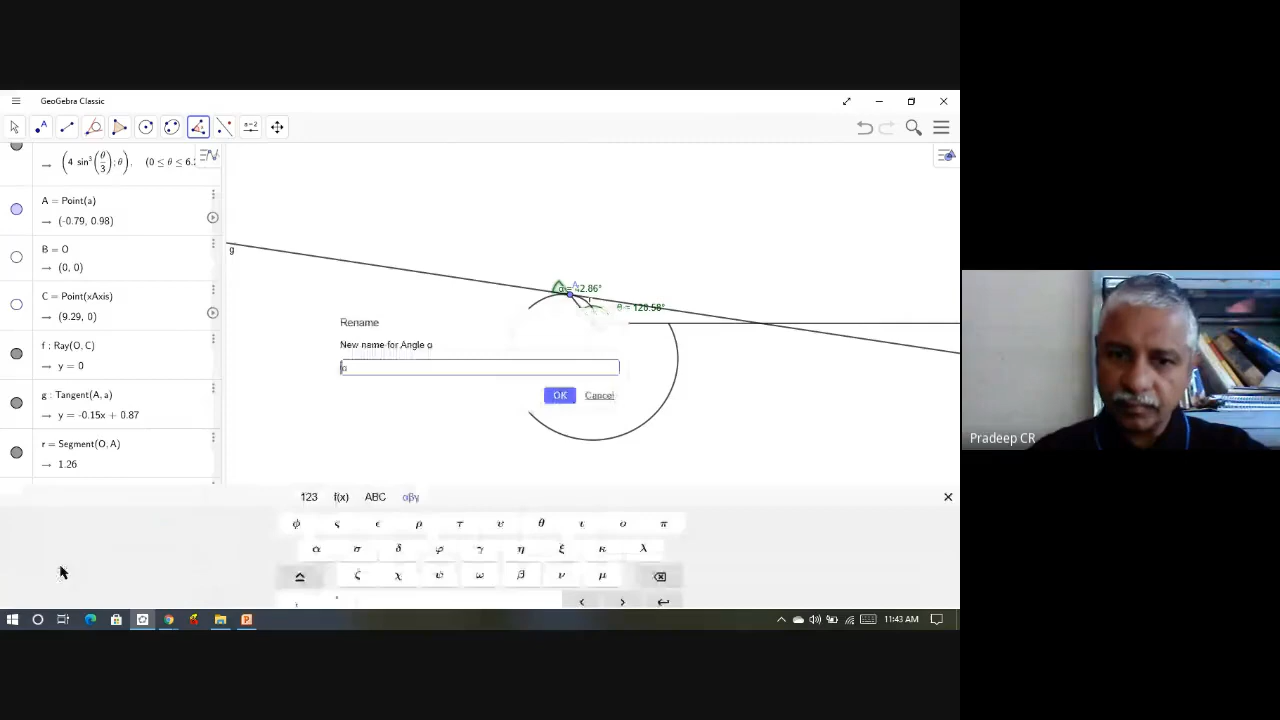 GeoGebra Classic
→ (4 sin³(θ/3); θ), (0 ≤ θ ≤ 6.2
A = Point(a)
→ (-0.79, 0.98)
B = O
→ (0, 0)
C = Point(xAxis)
→ (9.29, 0)
f : Ray(O, C)
→ y = 0
g : Tangent(A, a)
→ y = -0.15x + 0.87
r = Segment(O, A)
→ 1.26
a=2
g
α = 42.86°
A
θ = 128.58°
Rename
New name for Angle α
α
OK
Cancel
123 f(x) ABC αβγ
ϕ ς ϵ ρ τ υ θ ι ο π
α σ δ φ γ η ξ κ λ
ζ χ ψ ω β ν μ
, '
11:43 AM
Pradeep CR